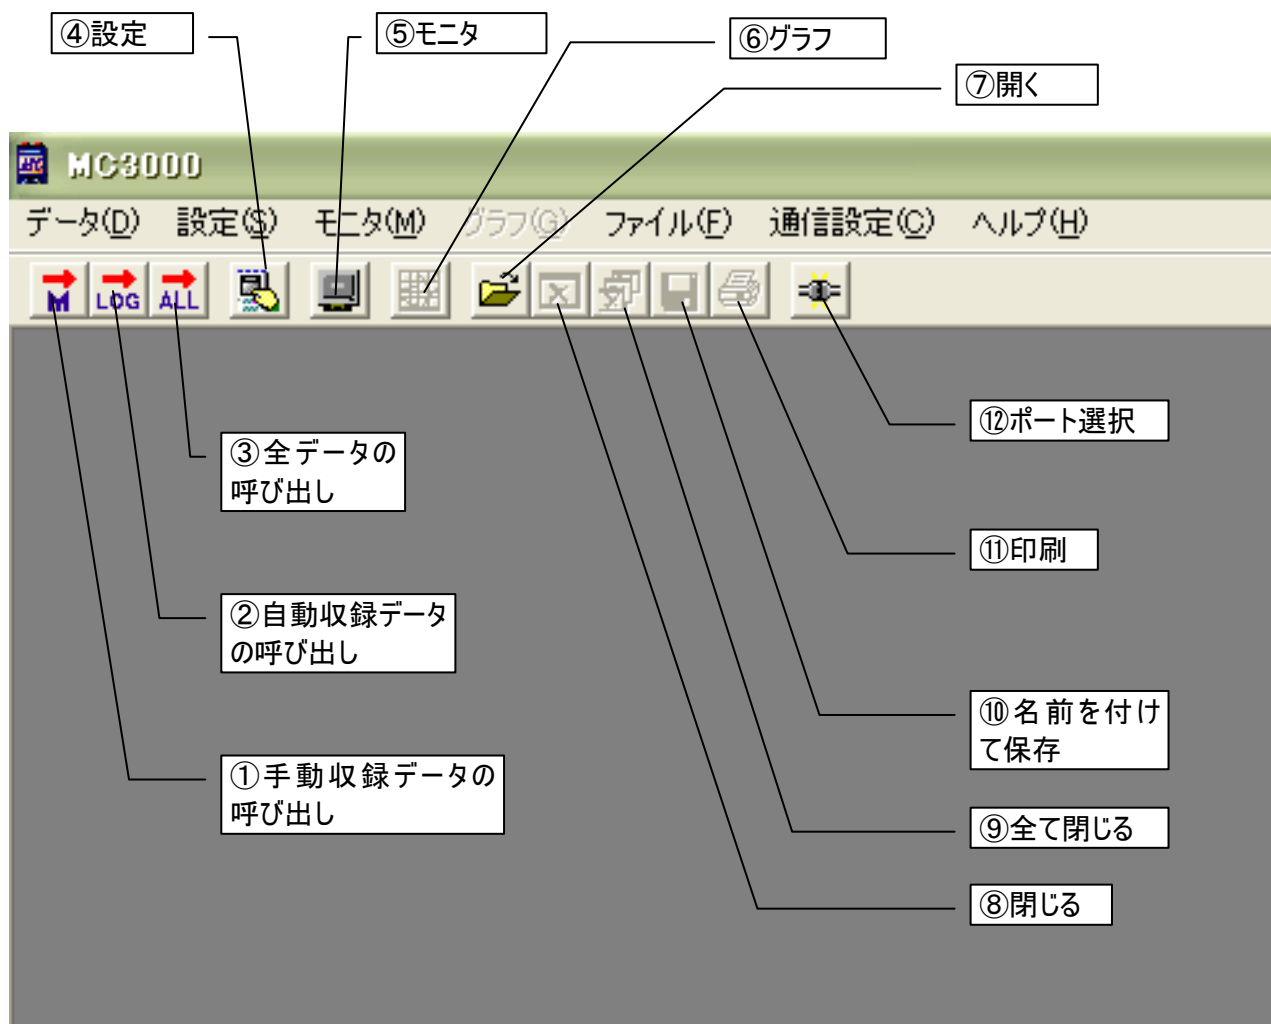 ④設定
⑤モニタ
⑥グラフ
⑦開く
MC3000
データ(D) 設定(S) モニタ(M) グラフ(G) ファイル(F) 通信設定(C) ヘルプ(H)
M LOG ALL
⑫ポート選択
③全データの
呼び出し
⑪印刷
②自動収録データ
の呼び出し
⑩名前を付け
て保存
①手動収録データの
呼び出し
⑨全て閉じる
⑧閉じる